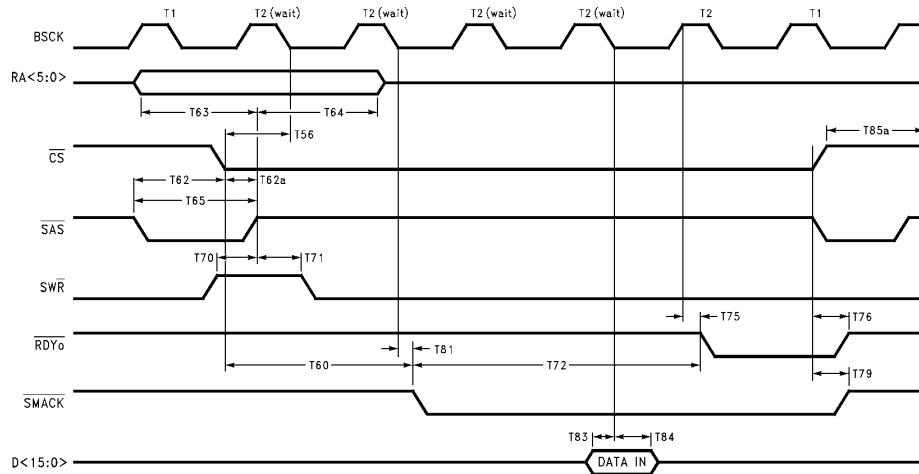 T1 T2 (wait) T2 (wait) T2 (wait) T2 (wait) T2 T1
BSCK
RA<5:0>
T63 T64
T56
T85a
CS
T62 T62a
T65
SAS
T70 T71
SWR
T75 T76
RDYo
T81
T60 T72
T79
SMACK
T83 T84
D<15:0> DATA IN